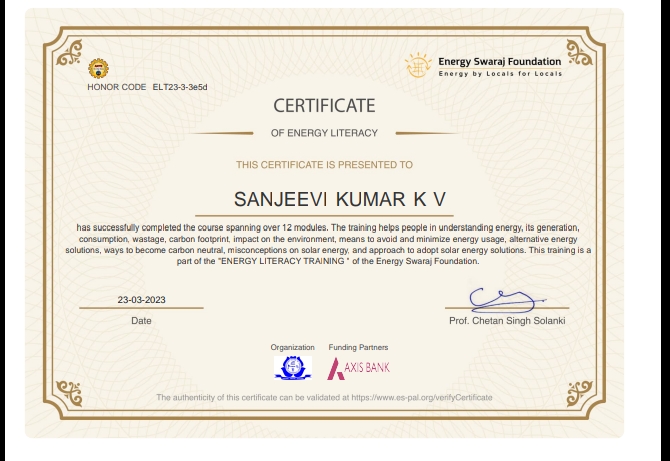 Energy Swaraj Foundation
Energy by Locals for Locals
HONOR CODE ELT23-3-3e5d
CERTIFICATE
OF ENERGY LITERACY
THIS CERTIFICATE IS PRESENTED TO
SANJEEVI KUMAR K V
has successfully completed the course spanning over 12 modules. The training helps people in understanding energy, its generation,
consumption, wastage, carbon footprint, impact on the environment, means to avoid and minimize energy usage, alternative energy
solutions, ways to become carbon neutral, misconceptions on solar energy, and approach to adopt solar energy solutions. This training is a
part of the "ENERGY LITERACY TRAINING " of the Energy Swaraj Foundation.
23-03-2023
Date
Prof. Chetan Singh Solanki
Organization Funding Partners
AXIS BANK
The authenticity of this certificate can be validated at https://www.es-pal.org/verifyCertificate